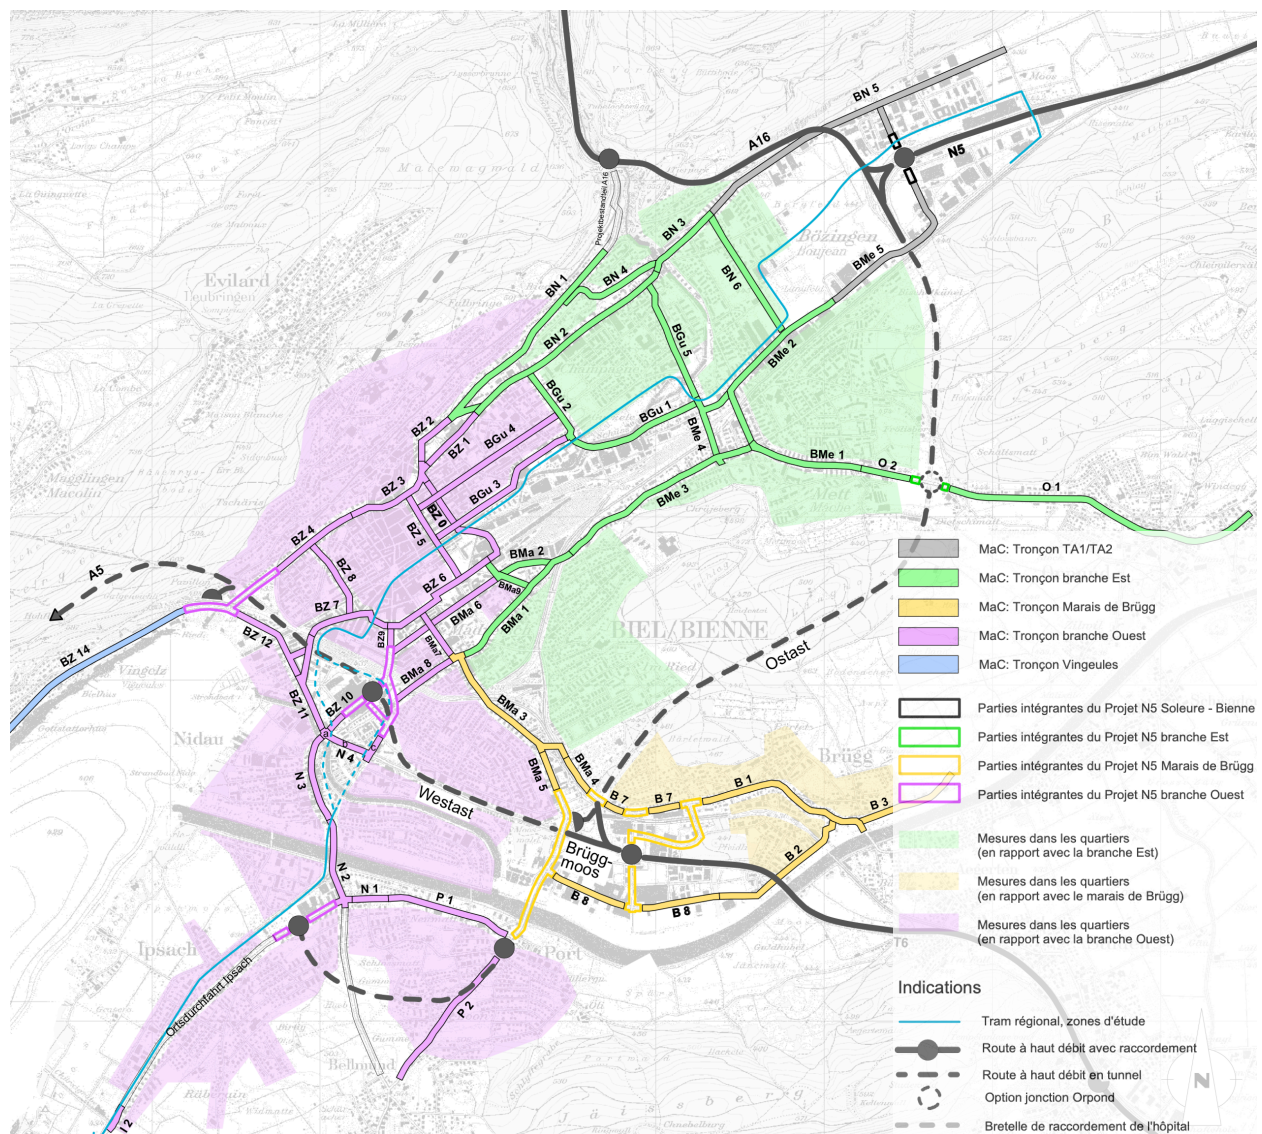 BN 5
A16
N5
Projektbestandteil A16
BN 3
BN 4
BN 1
BN 6
BMe 5
Bözingen
Boujean
Evilard
Leubringen
BN 2
BGu 5
BMe 2
BGu 2
BGu 1
BZ 2
BZ 1
BGu 4
BMe 4
BMe 1
O 2
O 1
Magglingen
Macolin
BZ 3
BGu 3
BMe 3
BZ 0
BZ 5
BZ 4
BMa 2
BMa9
A5
BZ 8
BZ 6
BMa 6
BMa 1
BZ 7
BZ9
BMa7
BIEL/BIENNE
BZ 12
BZ 14
Vingelz
BMa 8
Ostast
Ried
BZ 10
BZ 11
BMa 3
Nidau
a
b
c
N 4
N 3
BMa 5
BMa 4
Brügg
Westast
B 7
B 7
B 1
B 3
Brügg-
moos
B 2
N 2
N 1
P 1
B 8
B 8
Ipsach
Port
T6
Ortsdurchfahrt Ipsach
P 2
Bellmund
I 2
MaC: Tronçon TA1/TA2
MaC: Tronçon branche Est
MaC: Tronçon Marais de Brügg
MaC: Tronçon branche Ouest
MaC: Tronçon Vingeules
Parties intégrantes du Projet N5 Soleure - Bienne
Parties intégrantes du Projet N5 branche Est
Parties intégrantes du Projet N5 Marais de Brügg
Parties intégrantes du Projet N5 branche Ouest
Mesures dans les quartiers
(en rapport avec la branche Est)
Mesures dans les quartiers
(en rapport avec le marais de Brügg)
Mesures dans les quartiers
(en rapport avec la branche Ouest)
Indications
Tram régional, zones d'étude
Route à haut débit avec raccordement
Route à haut débit en tunnel
Option jonction Orpond
Bretelle de raccordement de l'hôpital
N